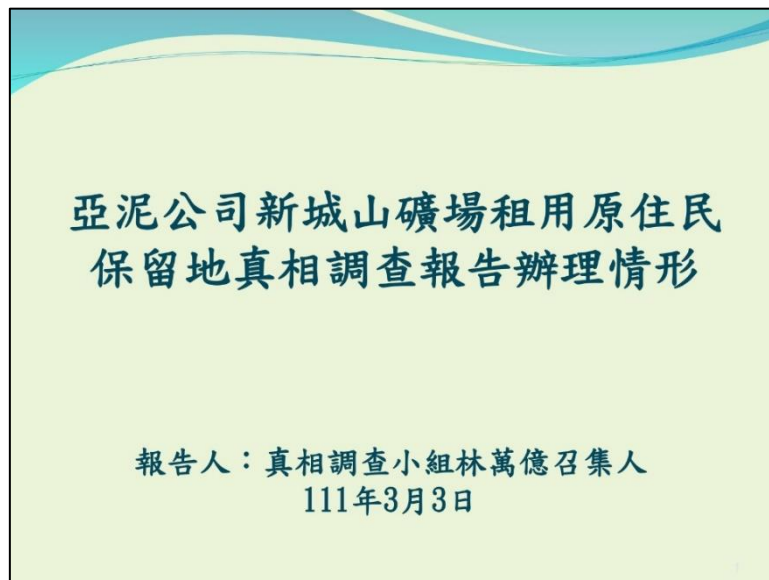 亞泥公司新城山礦場租用原住民
保留地真相調查報告辦理情形
報告人：真相調查小組林萬億召集人
111年3月3日